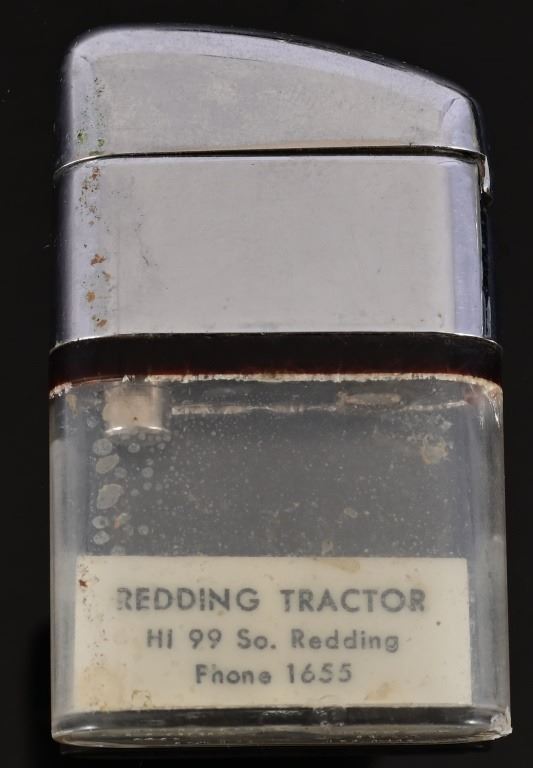 REDDING TRACTOR
HI 99 So. Redding
Phone 1655